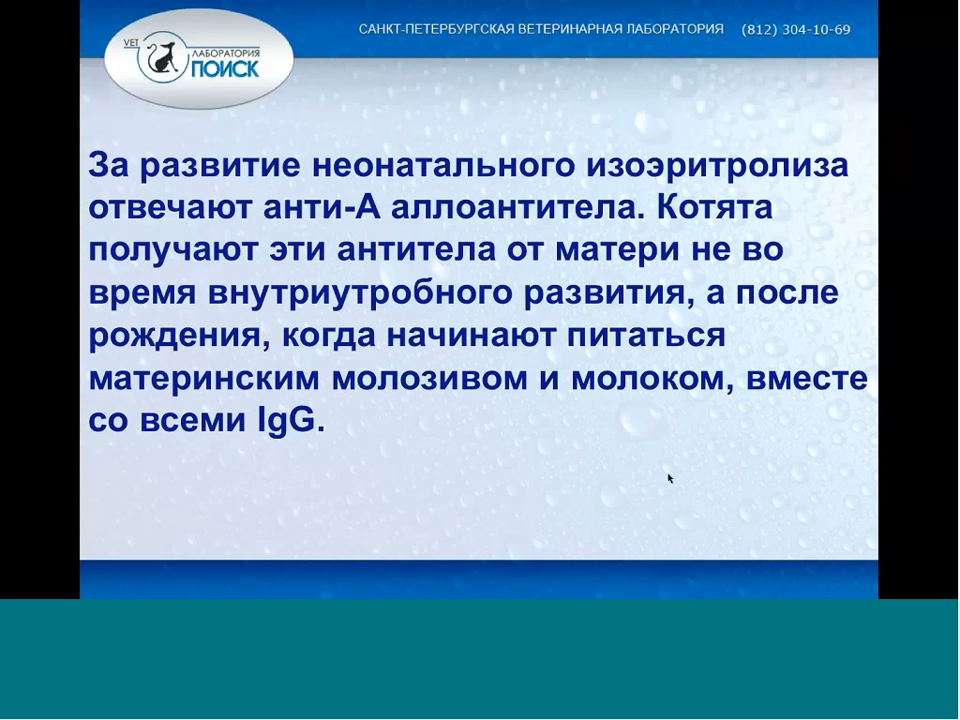 САНКТ-ПЕТЕРБУРГСКАЯ ВЕТЕРИНАРНАЯ ЛАБОРАТОРИЯ (812) 304-10-69
VET
ЛАБОРАТОРИЯ
ПОИСК
За развитие неонатального изоэритролиза
отвечают анти-А аллоантитела. Котята
получают эти антитела от матери не во
время внутриутробного развития, а после
рождения, когда начинают питаться
материнским молозивом и молоком, вместе
со всеми IgG.